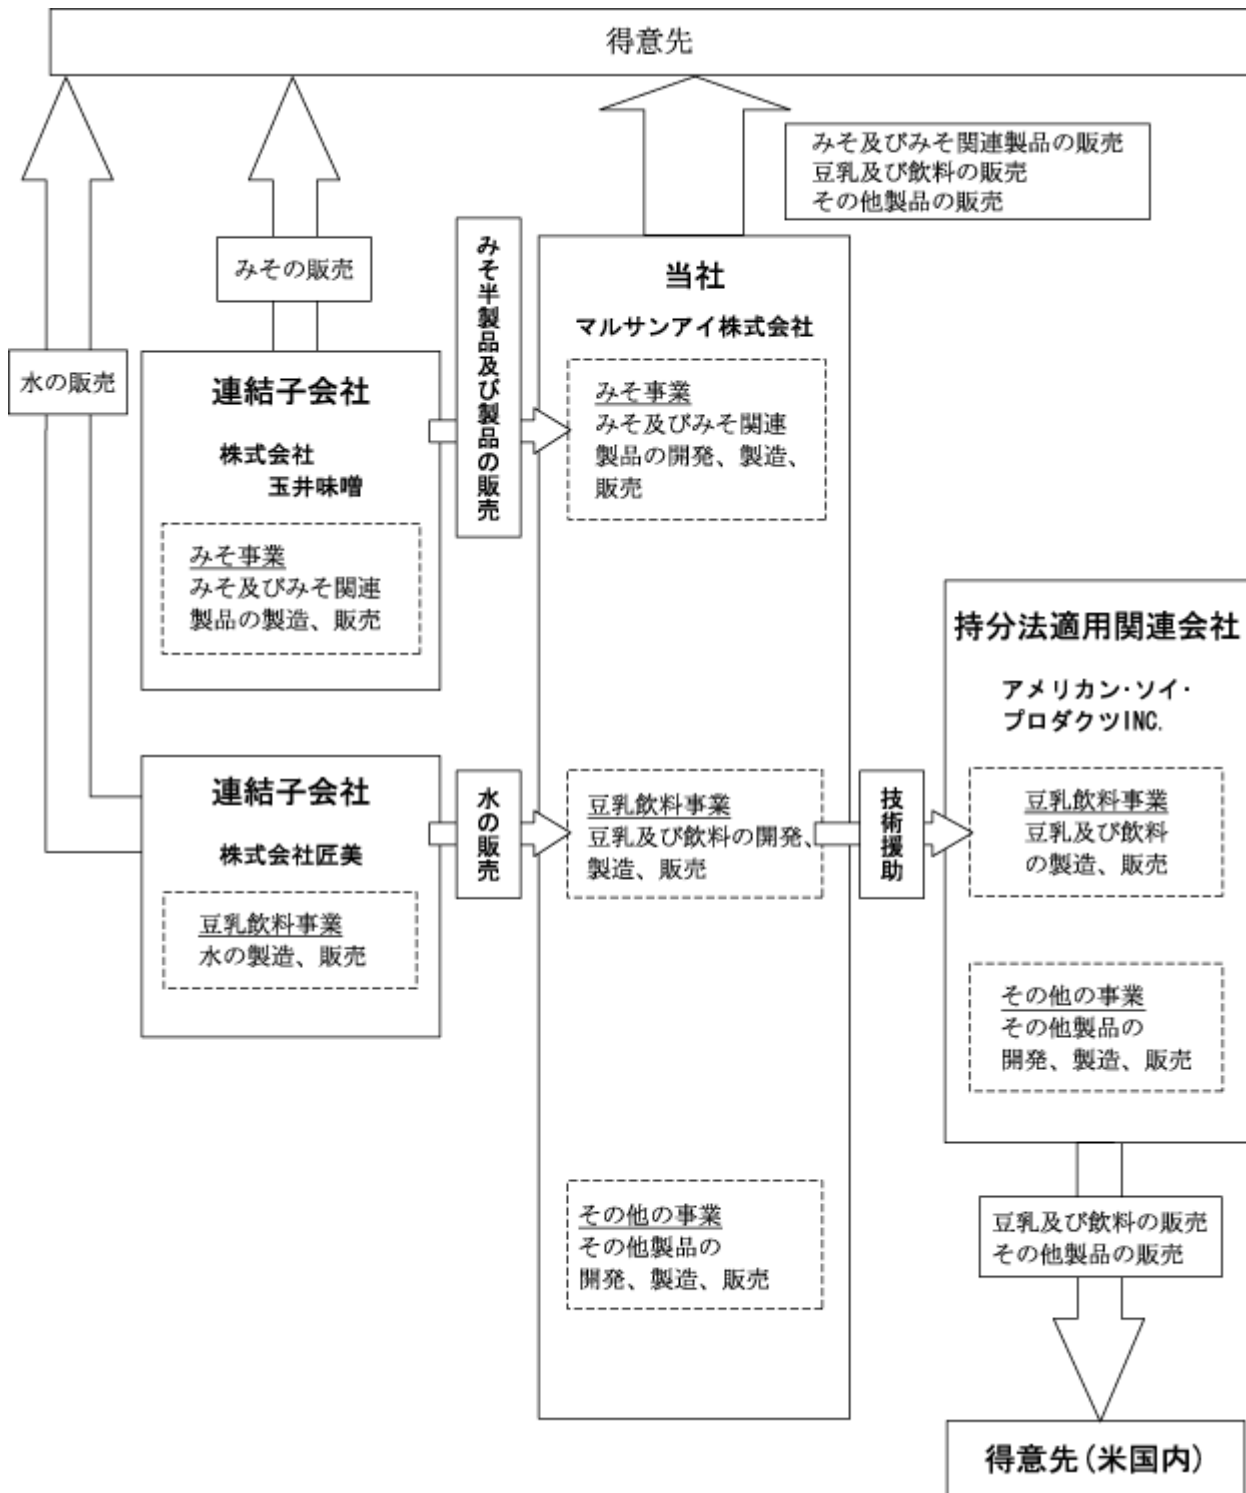 得意先
みそ及びみそ関連製品の販売
豆乳及び飲料の販売
その他製品の販売
みその販売
水の販売
連結子会社
株式会社
玉井味噌
みそ事業
みそ及びみそ関連
製品の製造、販売
みそ半製品及び製品の販売
当社
マルサンアイ株式会社
みそ事業
みそ及びみそ関連
製品の開発、製造、
販売
連結子会社
株式会社匠美
豆乳飲料事業
水の製造、販売
水の販売
豆乳飲料事業
豆乳及び飲料の開発、
製造、販売
その他の事業
その他製品の
開発、製造、販売
技術援助
持分法適用関連会社
アメリカン・ソイ・
プロダクツINC.
豆乳飲料事業
豆乳及び飲料
の製造、販売
その他の事業
その他製品の
開発、製造、販売
豆乳及び飲料の販売
その他製品の販売
得意先(米国内)